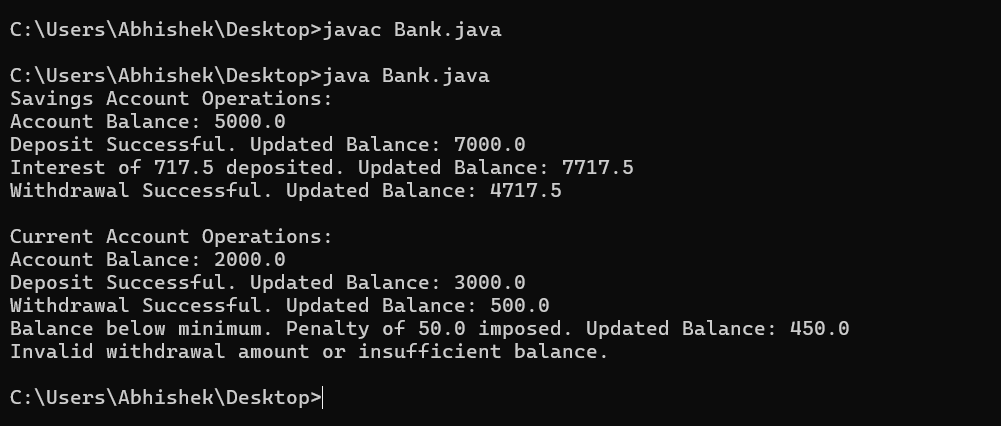 C:\Users\Abhishek\Desktop>javac Bank.java
C:\Users\Abhishek\Desktop>java Bank.java
Savings Account Operations:
Account Balance: 5000.0
Deposit Successful. Updated Balance: 7000.0
Interest of 717.5 deposited. Updated Balance: 7717.5
Withdrawal Successful. Updated Balance: 4717.5
Current Account Operations:
Account Balance: 2000.0
Deposit Successful. Updated Balance: 3000.0
Withdrawal Successful. Updated Balance: 500.0
Balance below minimum. Penalty of 50.0 imposed. Updated Balance: 450.0
Invalid withdrawal amount or insufficient balance.
C:\Users\Abhishek\Desktop>